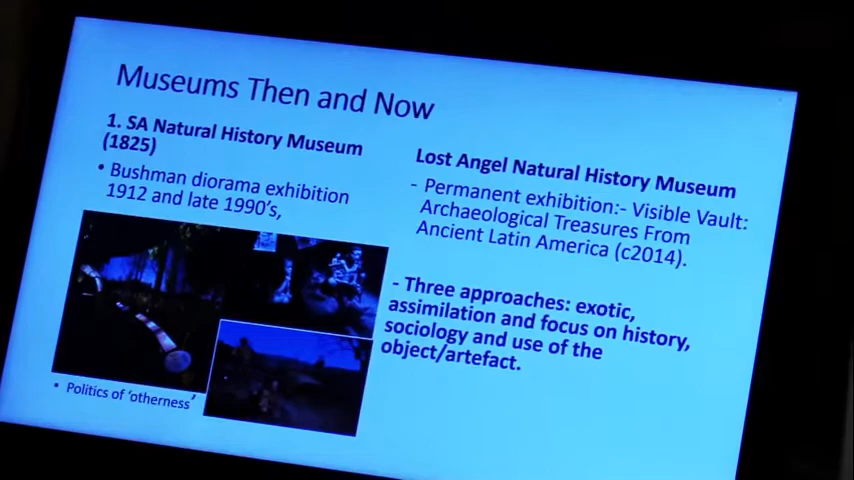 Museums Then and Now
1. SA Natural History Museum
(1825)
• Bushman diorama exhibition
1912 and late 1990's,
• Politics of 'otherness'
Lost Angel Natural History Museum
- Permanent exhibition:- Visible Vault:
Archaeological Treasures From
Ancient Latin America (c2014).
- Three approaches: exotic,
assimilation and focus on history,
sociology and use of the
object/artefact.